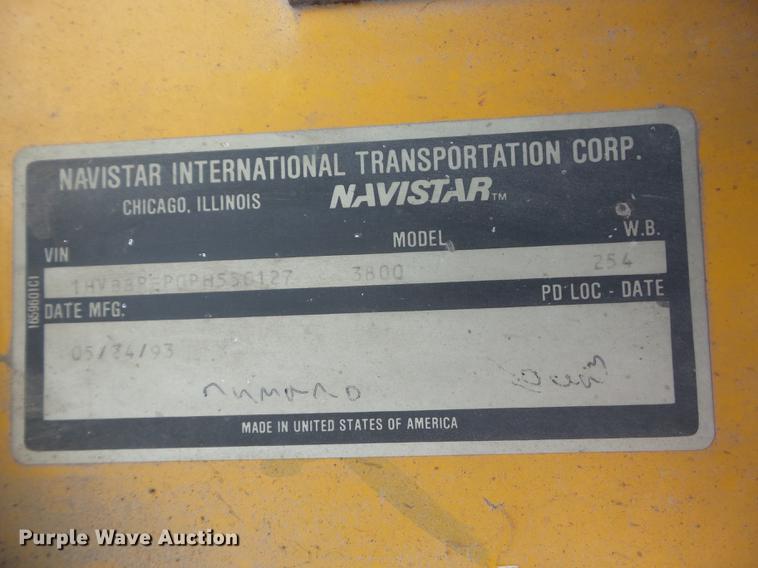 NAVISTAR INTERNATIONAL TRANSPORTATION CORP.
CHICAGO, ILLINOIS NAVISTAR™
VIN MODEL W.B.
3800 254
DATE MFG: PD LOC - DATE
05/24/93
MADE IN UNITED STATES OF AMERICA
1659601C1
Purple Wave Auction®